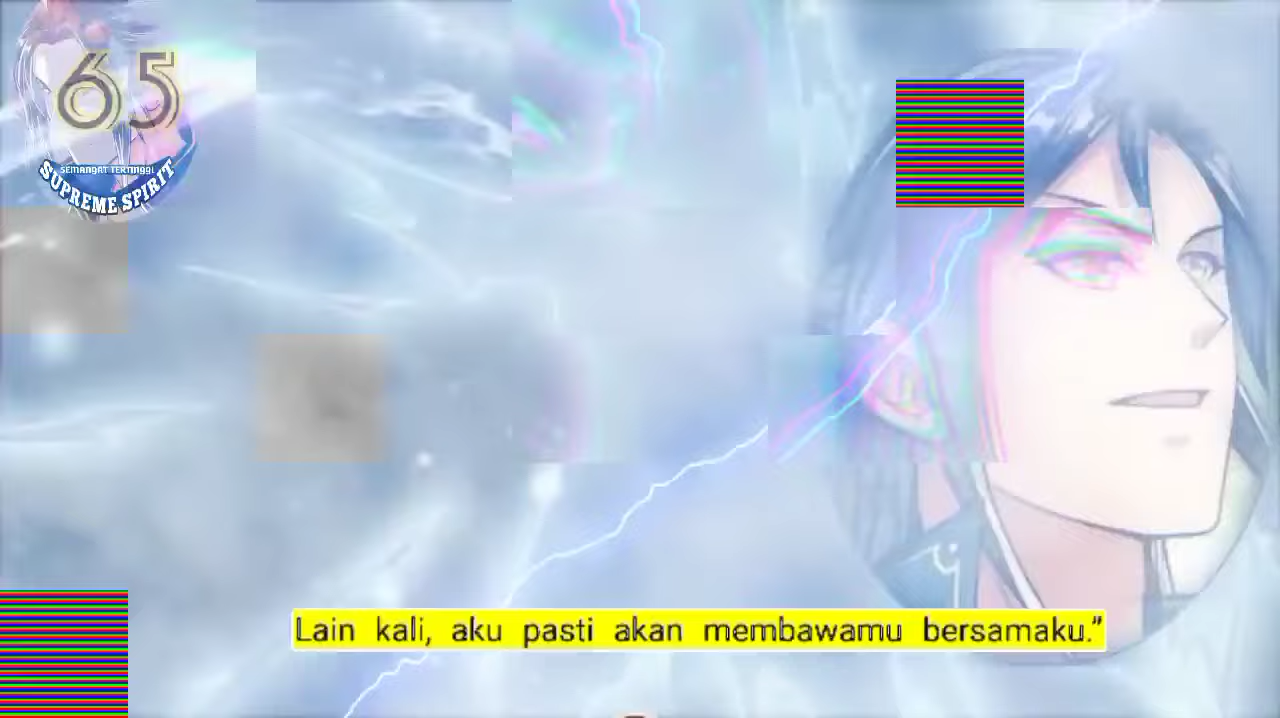 65
SEMANGAT TERTINGGI
SUPREME SPIRIT
Lain kali, aku pasti akan membawamu bersamaku.”